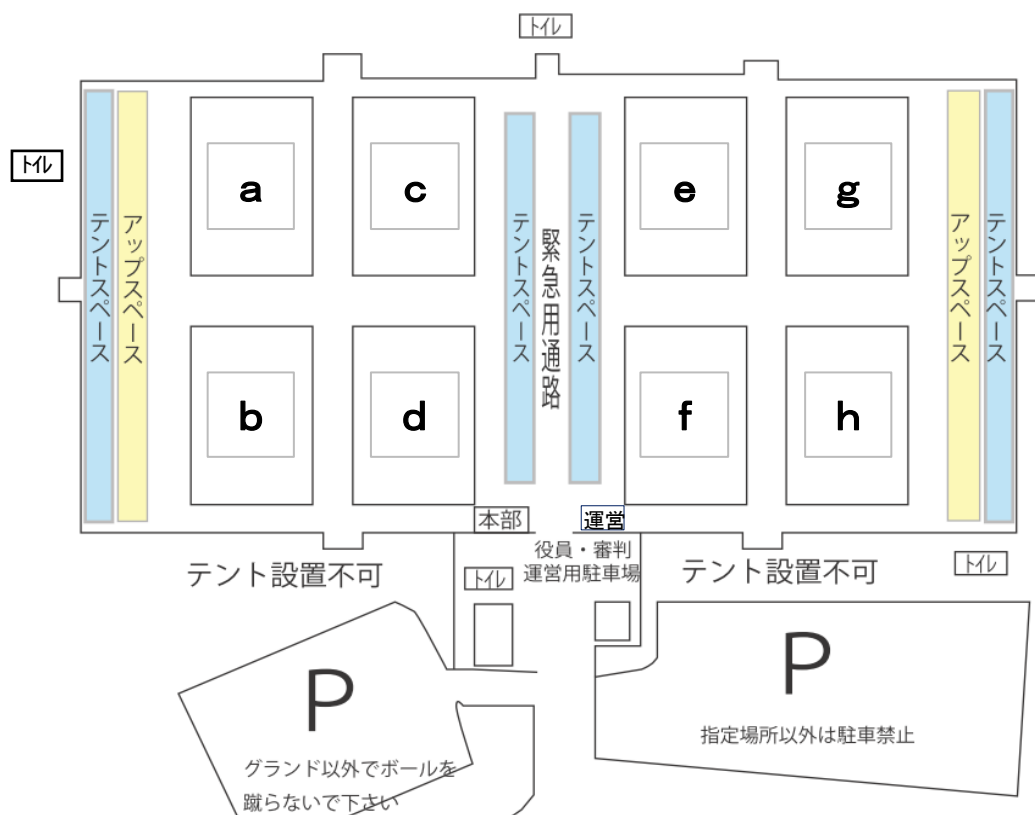 トイレ
トイレ
a
c
e
g
テントスペース
アップスペース
テントスペース
緊急用通路
テントスペース
アップスペース
テントスペース
b
d
f
h
本部
運営
役員・審判
運営用駐車場
テント設置不可
トイレ
テント設置不可
トイレ
P
P
指定場所以外は駐車禁止
グランド以外でボールを
蹴らないで下さい